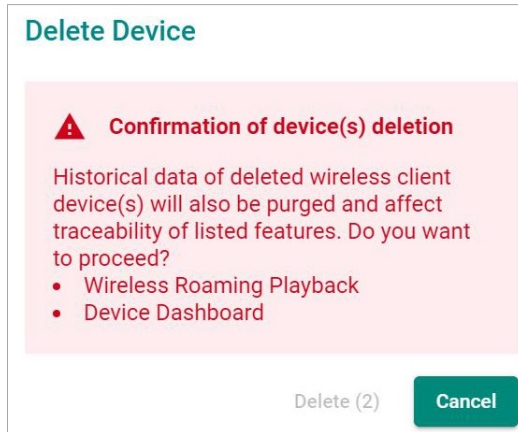 Delete Device
Confirmation of device(s) deletion
Historical data of deleted wireless client
device(s) will also be purged and affect
traceability of listed features. Do you want
to proceed?
• Wireless Roaming Playback
• Device Dashboard
Delete (2) Cancel